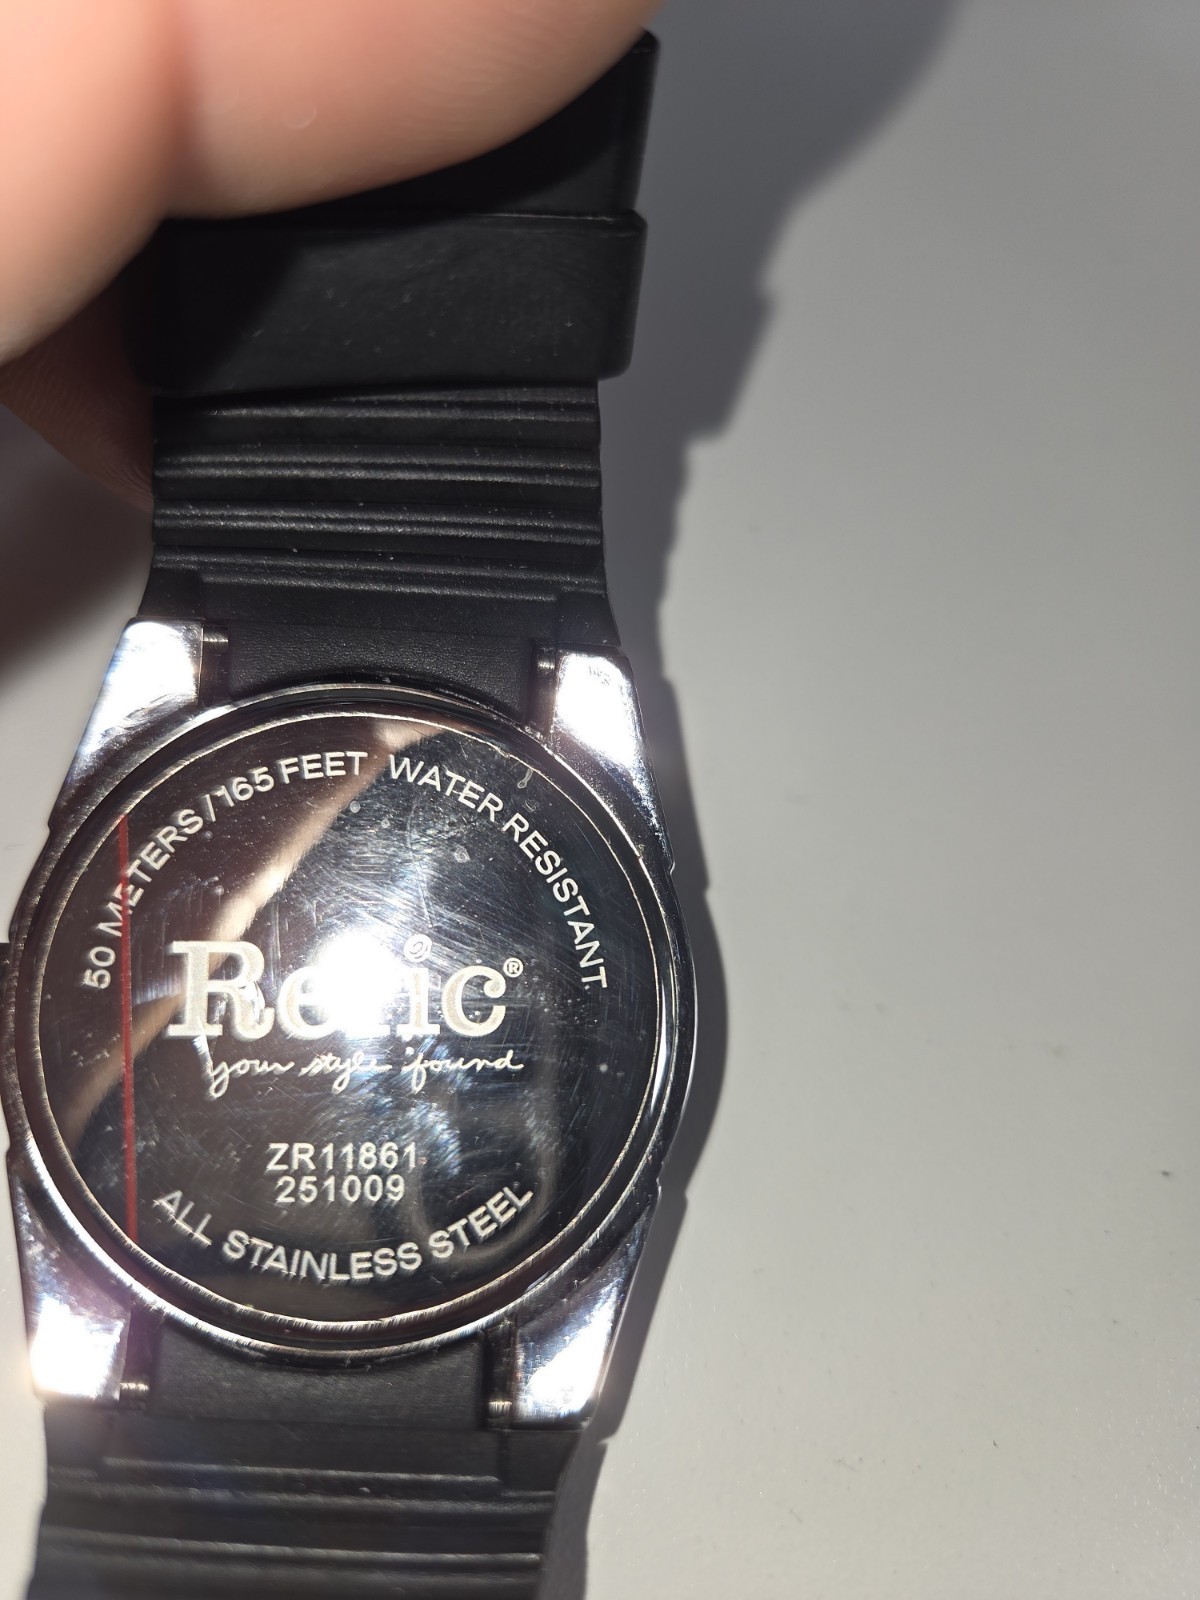 50 METERS/165 FEET WATER RESISTANT
Relic®
your style found
ZR11861
251009
ALL STAINLESS STEEL